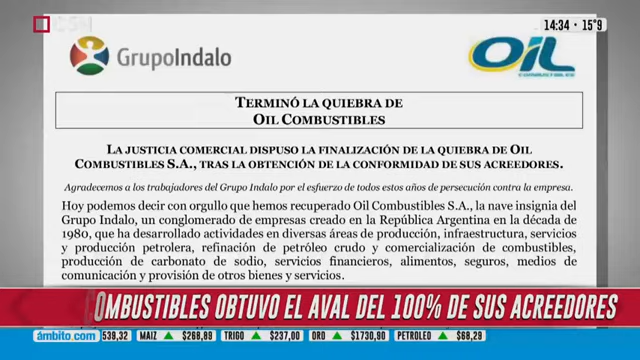 C5N
14:34 15°9
GrupoIndalo
OIL
COMBUSTIBLES
TERMINÓ LA QUIEBRA DE
OIL COMBUSTIBLES
LA JUSTICIA COMERCIAL DISPUSO LA FINALIZACIÓN DE LA QUIEBRA DE OIL
COMBUSTIBLES S.A., TRAS LA OBTENCIÓN DE LA CONFORMIDAD DE SUS ACREEDORES.
Agradecemos a los trabajadores del Grupo Indalo por el esfuerzo de todos estos años de persecución contra la empresa.
Hoy podemos decir con orgullo que hemos recuperado Oil Combustibles S.A., la nave insignia del
Grupo Indalo, un conglomerado de empresas creado en la República Argentina en la década de
1980, que ha desarrollado actividades en diversas áreas de producción, infraestructura, servicios
y producción petrolera, refinación de petróleo crudo y comercialización de combustibles,
producción de carbonato de sodio, servicios financieros, alimentos, seguros, medios de
comunicación y provisión de otros bienes y servicios.
COMBUSTIBLES OBTUVO EL AVAL DEL 100% DE SUS ACREEDORES
ámbito.com 539,32 MAIZ $268,89 TRIGO $237,00 ORO $1730,90 PETROLEO $68,29